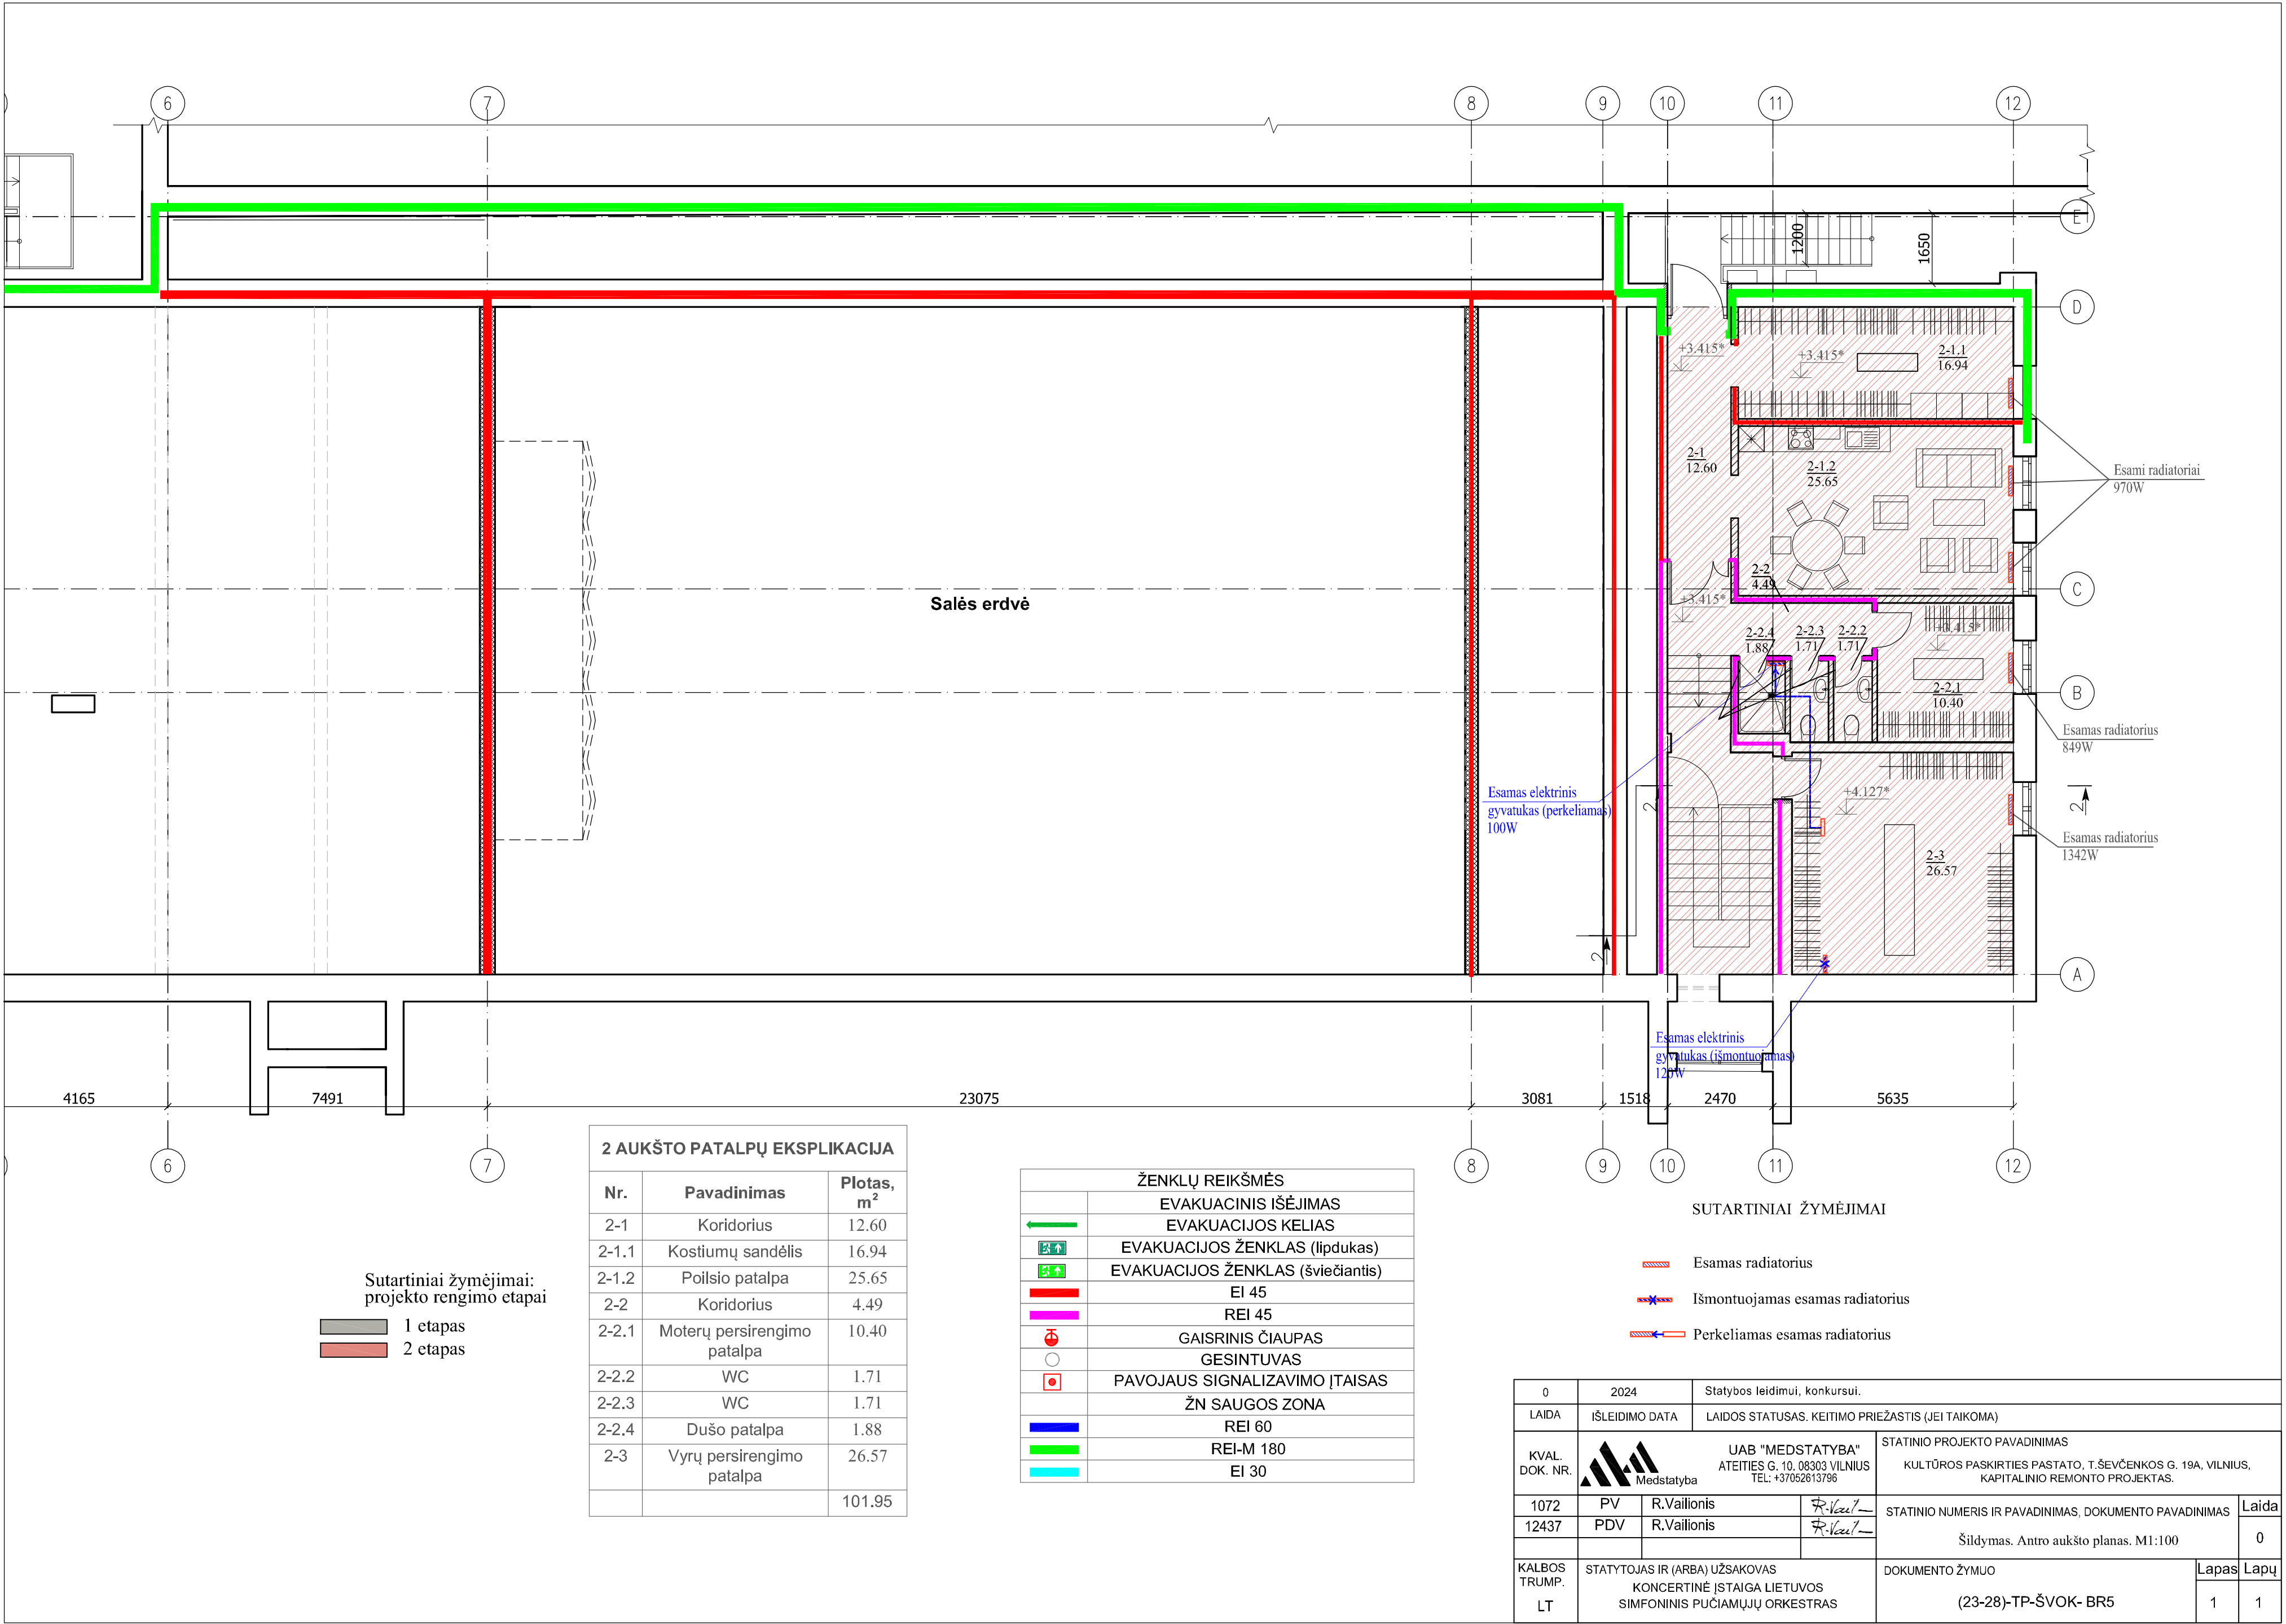 6
7
8
9
10
11
12
E
1200
1650
D
+3.415*
+3.415*
2-1.1
16.94
2-1
12.60
2-1.2
25.65
Esami radiatoriai
970W
Salės erdvė
2-2
4.49
C
+3.415*
2-2.4
1.88
2-2.3
1.71
2-2.2
1.71
+3.415*
2-2.1
10.40
B
Esamas radiatorius
849W
Esamas elektrinis
gyvatukas (perkeliamas)
100W
2
+4.127*
2
Esamas radiatorius
1342W
2-3
26.57
2
A
Esamas elektrinis
gyvatukas (išmontuojamas)
120W
4165
7491
23075
3081
1518
2470
5635
6
7
8
9
10
11
12
2 AUKŠTO PATALPŲ EKSPLIKACIJA
Nr. Pavadinimas Plotas, m²
2-1 Koridorius 12.60
2-1.1 Kostiumų sandėlis 16.94
2-1.2 Poilsio patalpa 25.65
2-2 Koridorius 4.49
2-2.1 Moterų persirengimo 10.40
patalpa
2-2.2 WC 1.71
2-2.3 WC 1.71
2-2.4 Dušo patalpa 1.88
2-3 Vyrų persirengimo 26.57
patalpa
101.95
Sutartiniai žymėjimai:
projekto rengimo etapai
1 etapas
2 etapas
ŽENKLŲ REIKŠMĖS
EVAKUACINIS IŠĖJIMAS
EVAKUACIJOS KELIAS
EVAKUACIJOS ŽENKLAS (lipdukas)
EVAKUACIJOS ŽENKLAS (šviečiantis)
EI 45
REI 45
GAISRINIS ČIAUPAS
GESINTUVAS
PAVOJAUS SIGNALIZAVIMO ĮTAISAS
ŽN SAUGOS ZONA
REI 60
REI-M 180
EI 30
SUTARTINIAI ŽYMĖJIMAI
Esamas radiatorius
Išmontuojamas esamas radiatorius
Perkeliamas esamas radiatorius
0 2024 Statybos leidimui, konkursui.
LAIDA IŠLEIDIMO DATA LAIDOS STATUSAS. KEITIMO PRIEŽASTIS (JEI TAIKOMA)
KVAL.
DOK. NR.
Medstatyba
UAB "MEDSTATYBA"
ATEITIES G. 10, 08303 VILNIUS
TEL: +37052613796
STATINIO PROJEKTO PAVADINIMAS
KULTŪROS PASKIRTIES PASTATO, T.ŠEVČENKOS G. 19A, VILNIUS,
KAPITALINIO REMONTO PROJEKTAS.
1072 PV R.Vailionis
12437 PDV R.Vailionis
STATINIO NUMERIS IR PAVADINIMAS, DOKUMENTO PAVADINIMAS
Šildymas. Antro aukšto planas. M1:100
Laida
0
KALBOS
TRUMP.
LT
STATYTOJAS IR (ARBA) UŽSAKOVAS
KONCERTINĖ ĮSTAIGA LIETUVOS
SIMFONINIS PUČIAMŲJŲ ORKESTRAS
DOKUMENTO ŽYMUO
(23-28)-TP-ŠVOK- BR5
Lapas Lapų
1 1